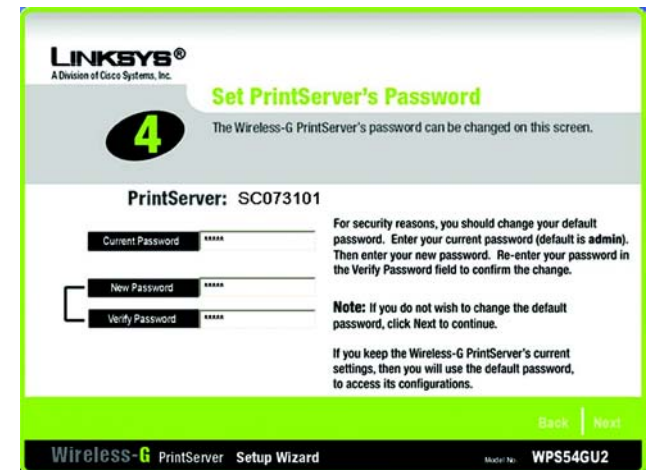 LINKSYS®
A Division of Cisco Systems, Inc.
Set PrintServer's Password
4
The Wireless-G PrintServer's password can be changed on this screen.
PrintServer: SC073101
Current Password *****
New Password *****
Verify Password *****
For security reasons, you should change your default
password. Enter your current password (default is admin).
Then enter your new password. Re-enter your password in
the Verify Password field to confirm the change.
Note: If you do not wish to change the default
password, click Next to continue.
If you keep the Wireless-G PrintServer's current
settings, then you will use the default password,
to access its configurations.
Back Next
Wireless-G PrintServer Setup Wizard Model No. WPS54GU2